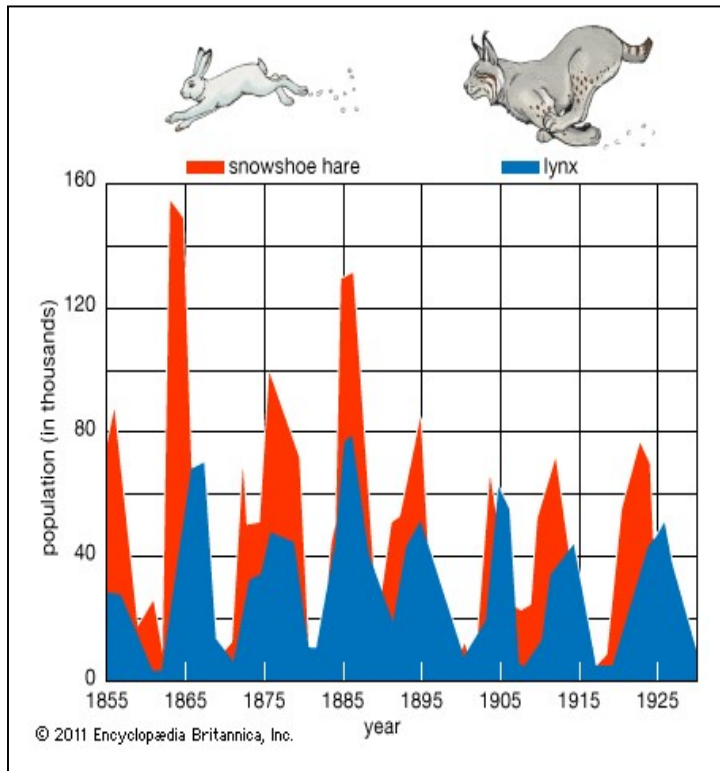 snowshoe hare
lynx
160
120
80
40
0
population (in thousands)
1855 1865 1875 1885 1895 1905 1915 1925
year
© 2011 Encyclopædia Britannica, Inc.